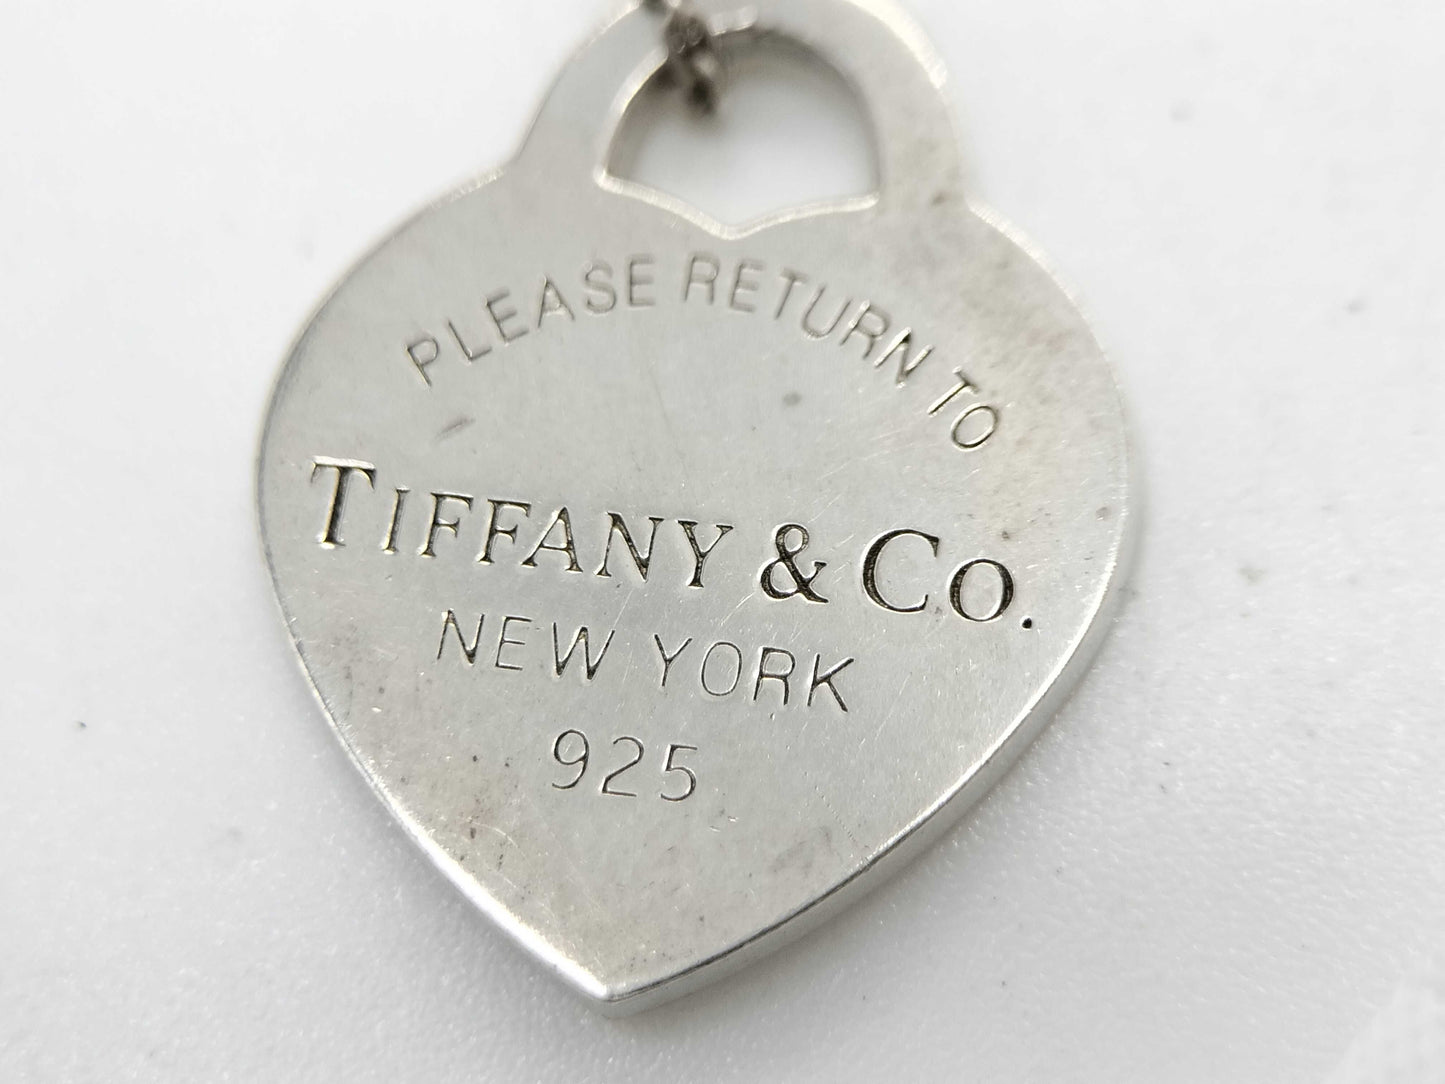 PLEASE RETURN TO
TIFFANY & CO.
NEW YORK
925